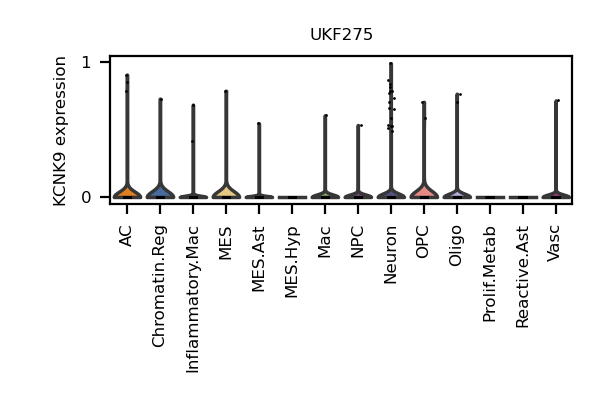 UKF275
KCNK9 expression
1
0
AC
Chromatin.Reg
Inflammatory.Mac
MES
MES.Ast
MES.Hyp
Mac
NPC
Neuron
OPC
Oligo
Prolif.Metab
Reactive.Ast
Vasc